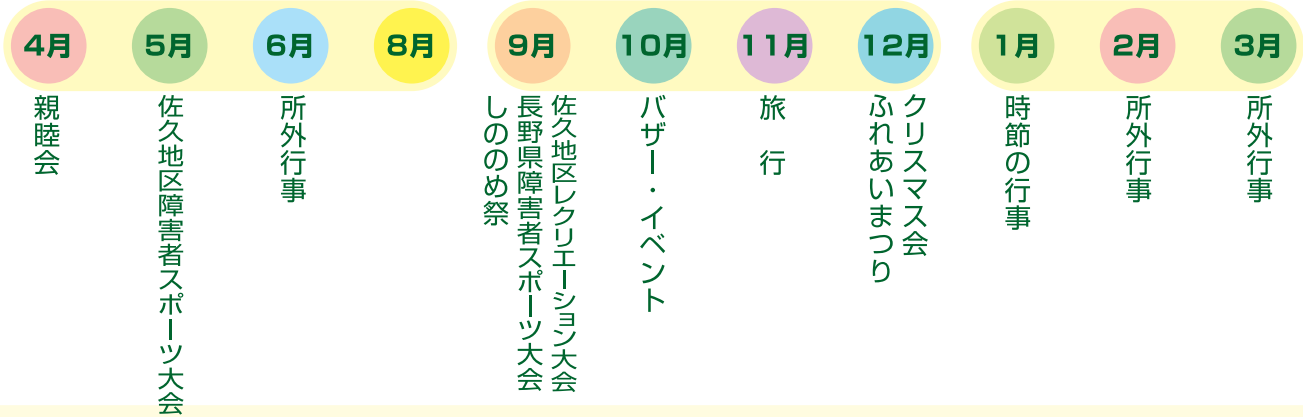 4月
親睦会
5月
佐久地区障害者スポーツ大会
6月
所外行事
8月
9月
佐久地区レクリエーション大会
長野県障害者スポーツ大会
しののめ祭
10月
バザー・イベント
11月
旅 行
12月
クリスマス会
ふれあいまつり
1月
時節の行事
2月
所外行事
3月
所外行事